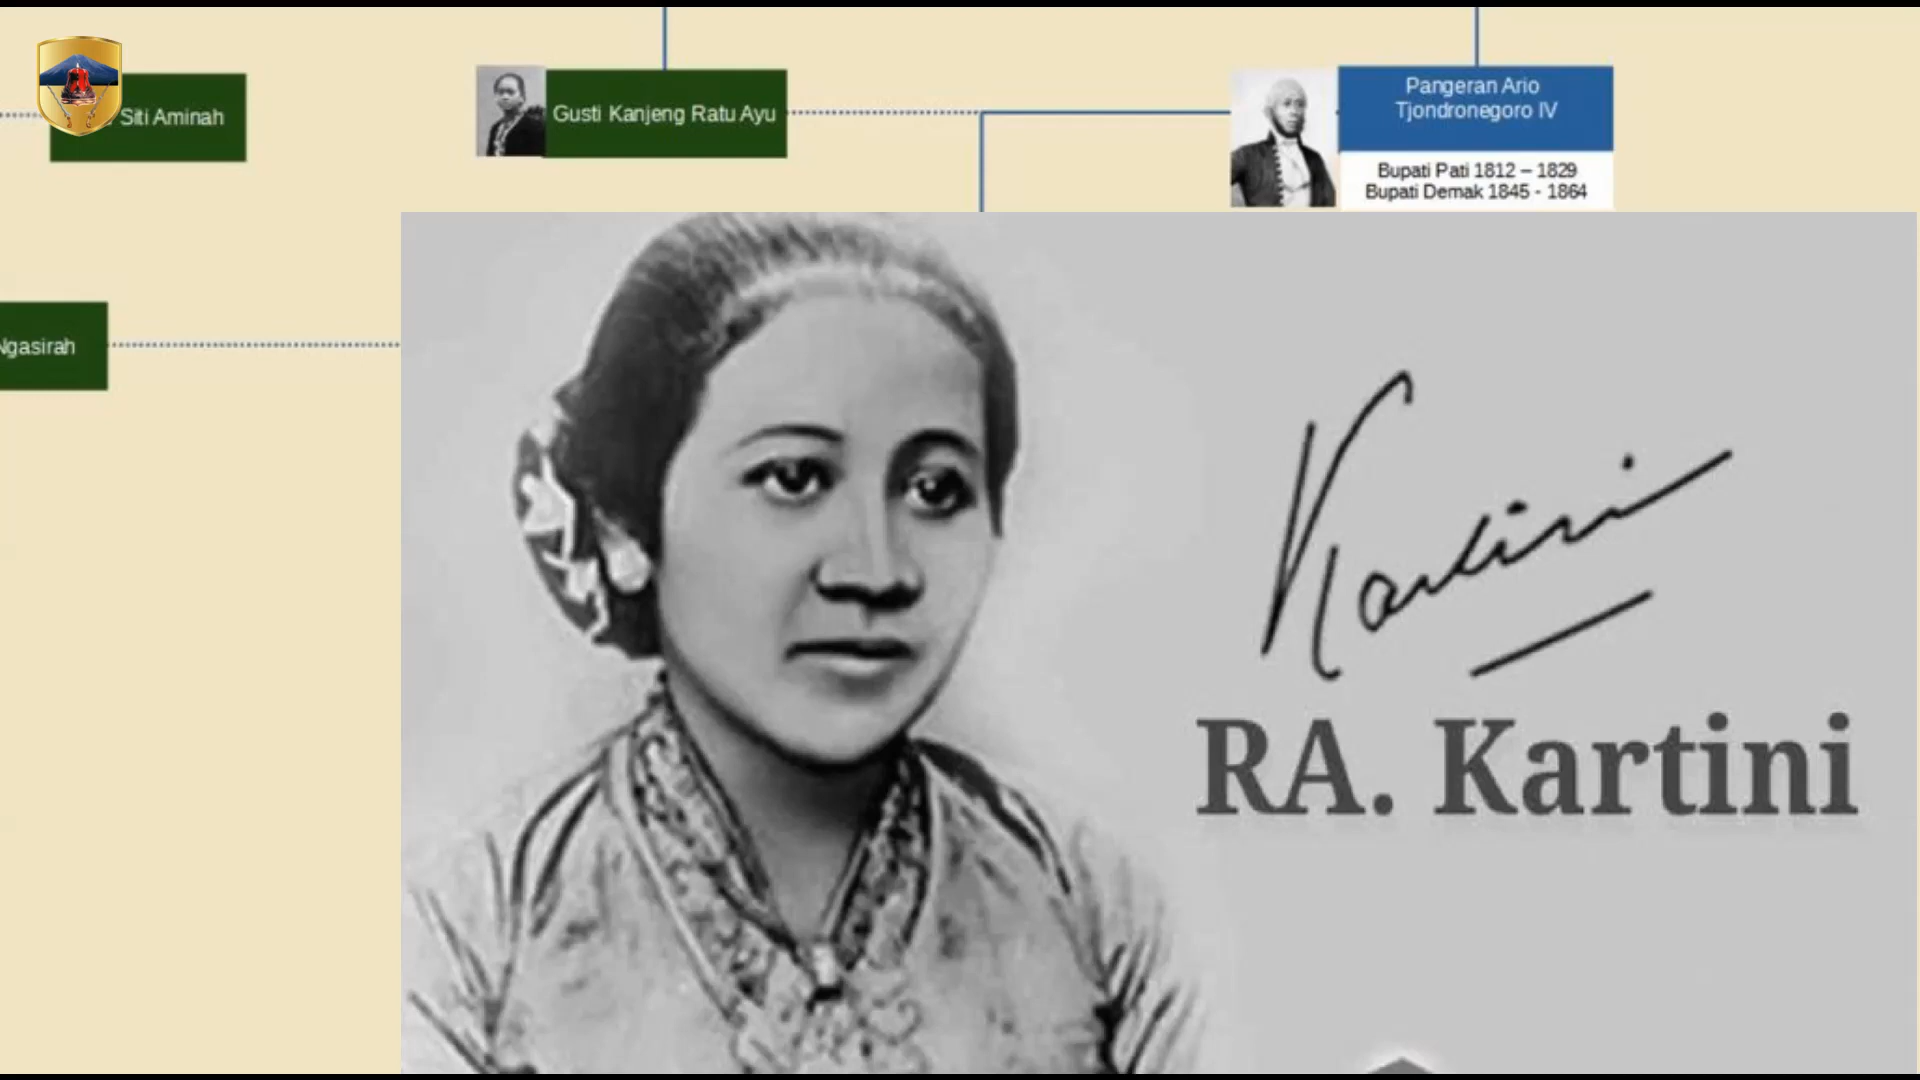 Siti Aminah
Gusti Kanjeng Ratu Ayu
Pangeran Ario
Tjondronegoro IV
Bupati Pati 1812 – 1829
Bupati Demak 1845 - 1864
Ngasirah
Kartini
RA. Kartini